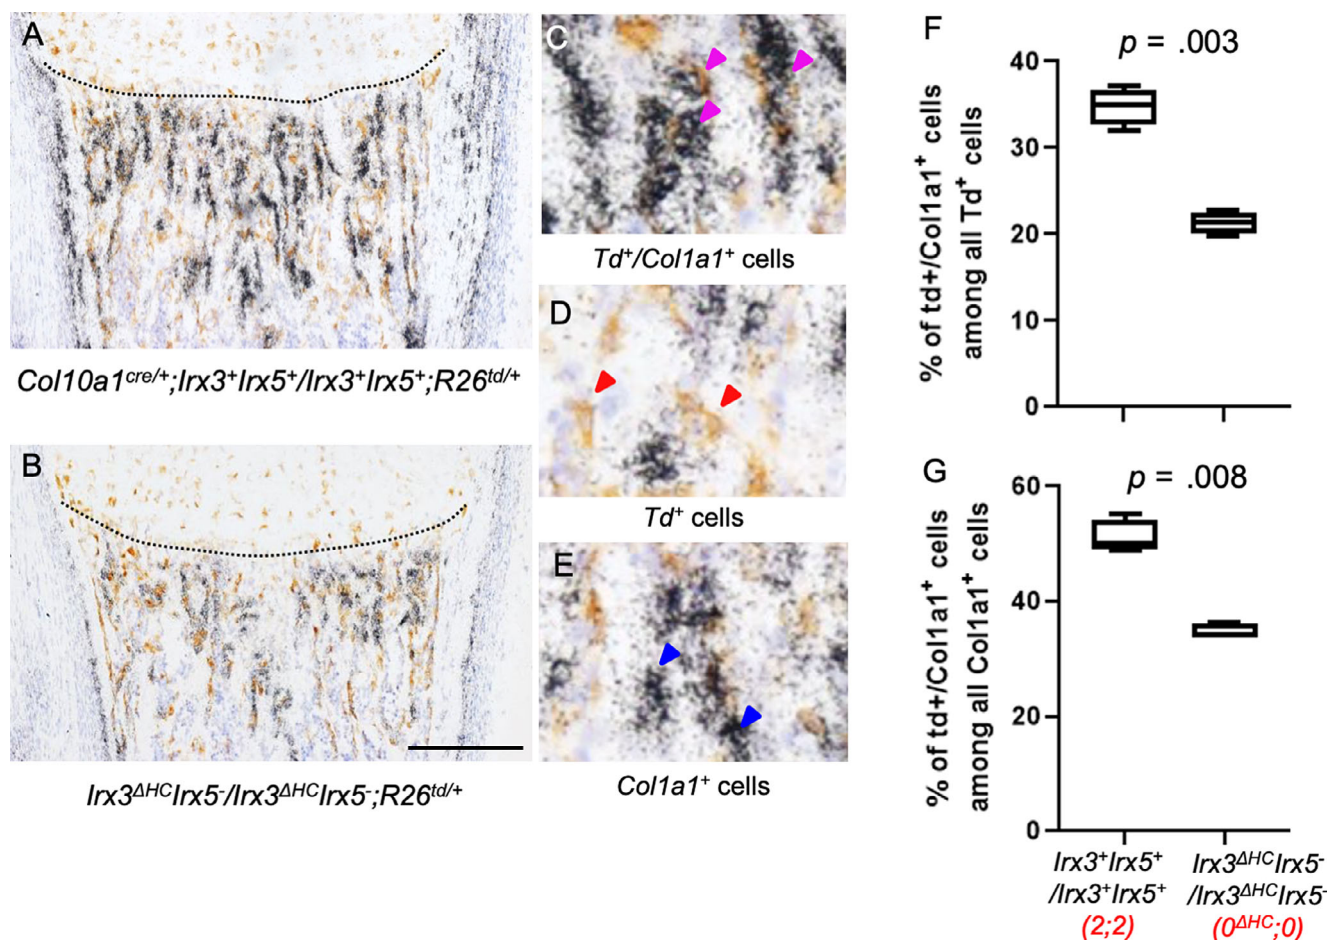 A
Col10a1cre/+;Irx3+Irx5+/Irx3+Irx5+;R26td/+
B
Irx3ΔHCIrx5-/Irx3ΔHCIrx5-;R26td/+
C
Td+/Col1a1+ cells
D
Td+ cells
E
Col1a1+ cells
F
p = .003
% of td+/Col1a1+ cells
among all Td+ cells
40
30
20
10
0
G
p = .008
% of td+/Col1a1+ cells
among all Col1a1+ cells
60
40
20
0
Irx3+Irx5+
/Irx3+Irx5+
(2;2)
Irx3ΔHCIrx5-
/Irx3ΔHCIrx5-
(0ΔHC;0)